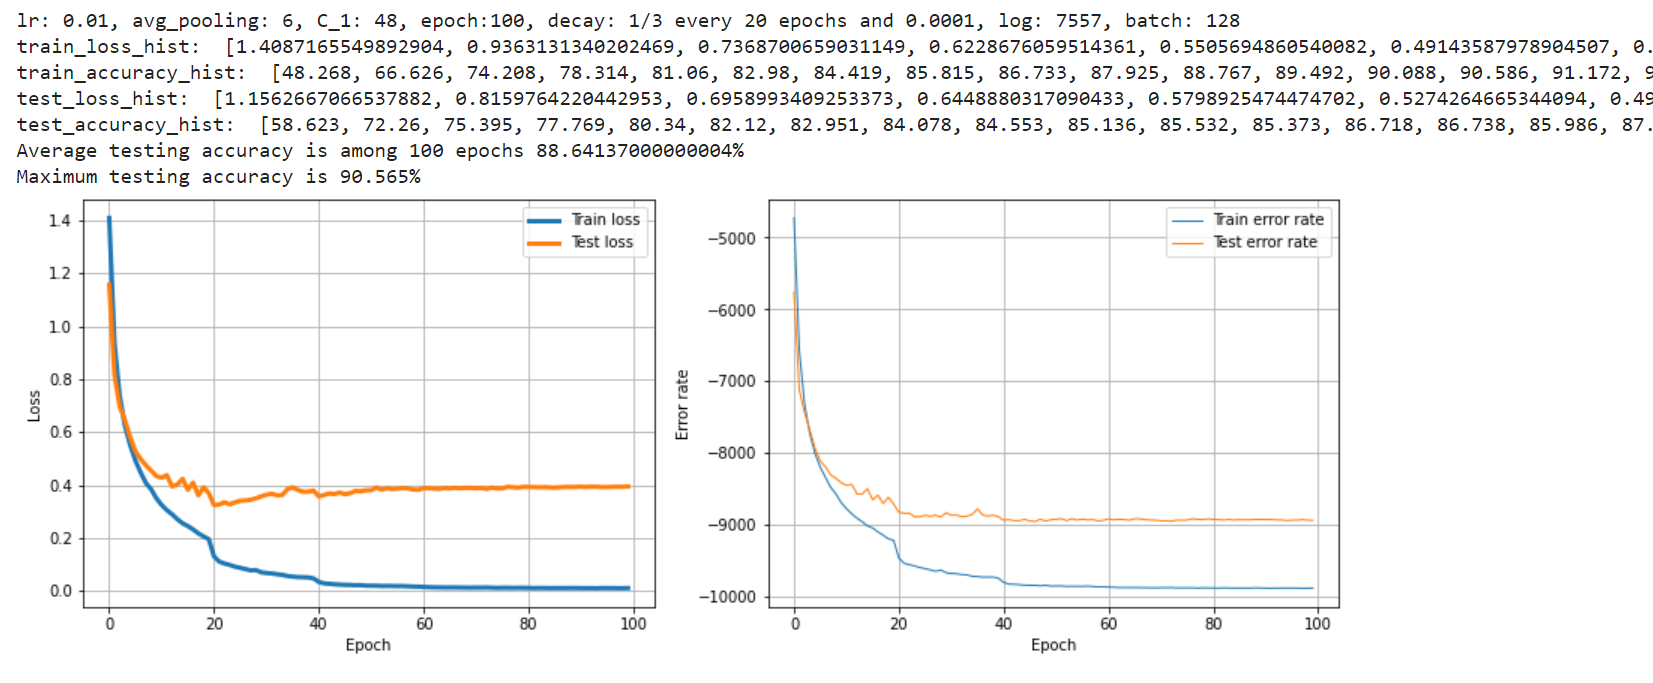 lr: 0.01, avg_pooling: 6, C_1: 48, epoch:100, decay: 1/3 every 20 epochs and 0.0001, log: 7557, batch: 128
train_loss_hist:  [1.4087165549892904, 0.9363131340202469, 0.7368700659031149, 0.6228676059514361, 0.5505694860540082, 0.49143587978904507, 0.
train_accuracy_hist:  [48.268, 66.626, 74.208, 78.314, 81.06, 82.98, 84.419, 85.815, 86.733, 87.925, 88.767, 89.492, 90.088, 90.586, 91.172, 9
test_loss_hist:  [1.1562667066537882, 0.8159764220442953, 0.6958993409253373, 0.6448880317090433, 0.5798925474474702, 0.5274264665344094, 0.49
test_accuracy_hist:  [58.623, 72.26, 75.395, 77.769, 80.34, 82.12, 82.951, 84.078, 84.553, 85.136, 85.532, 85.373, 86.718, 86.738, 85.986, 87.
Average testing accuracy is among 100 epochs 88.64137000000004%
Maximum testing accuracy is 90.565%
Train loss
Test loss
1.4
1.2
1.0
0.8
0.6
0.4
0.2
0.0
Loss
0 20 40 60 80 100
Epoch
Train error rate
Test error rate
−5000
−6000
−7000
−8000
−9000
−10000
Error rate
0 20 40 60 80 100
Epoch